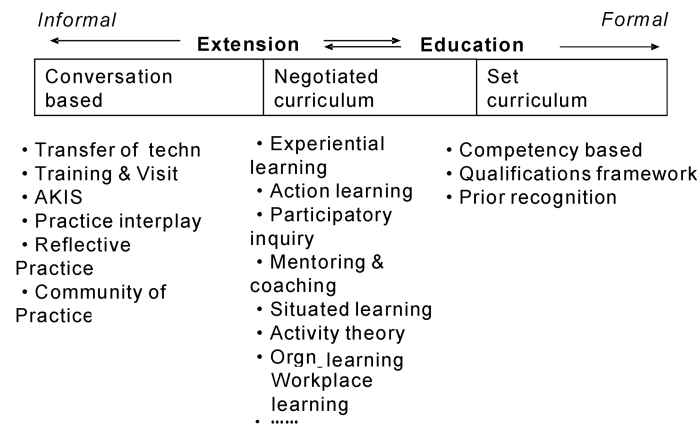 Informal
Formal
Extension
Education
Conversation
based
Negotiated
curriculum
Set
curriculum
• Transfer of techn
• Training & Visit
• AKIS
• Practice interplay
• Reflective
Practice
• Community of
Practice
• Experiential
learning
• Action learning
• Participatory
inquiry
• Mentoring &
coaching
• Situated learning
• Activity theory
• Orgn learning
Workplace
learning
• ......
• Competency based
• Qualifications framework
• Prior recognition